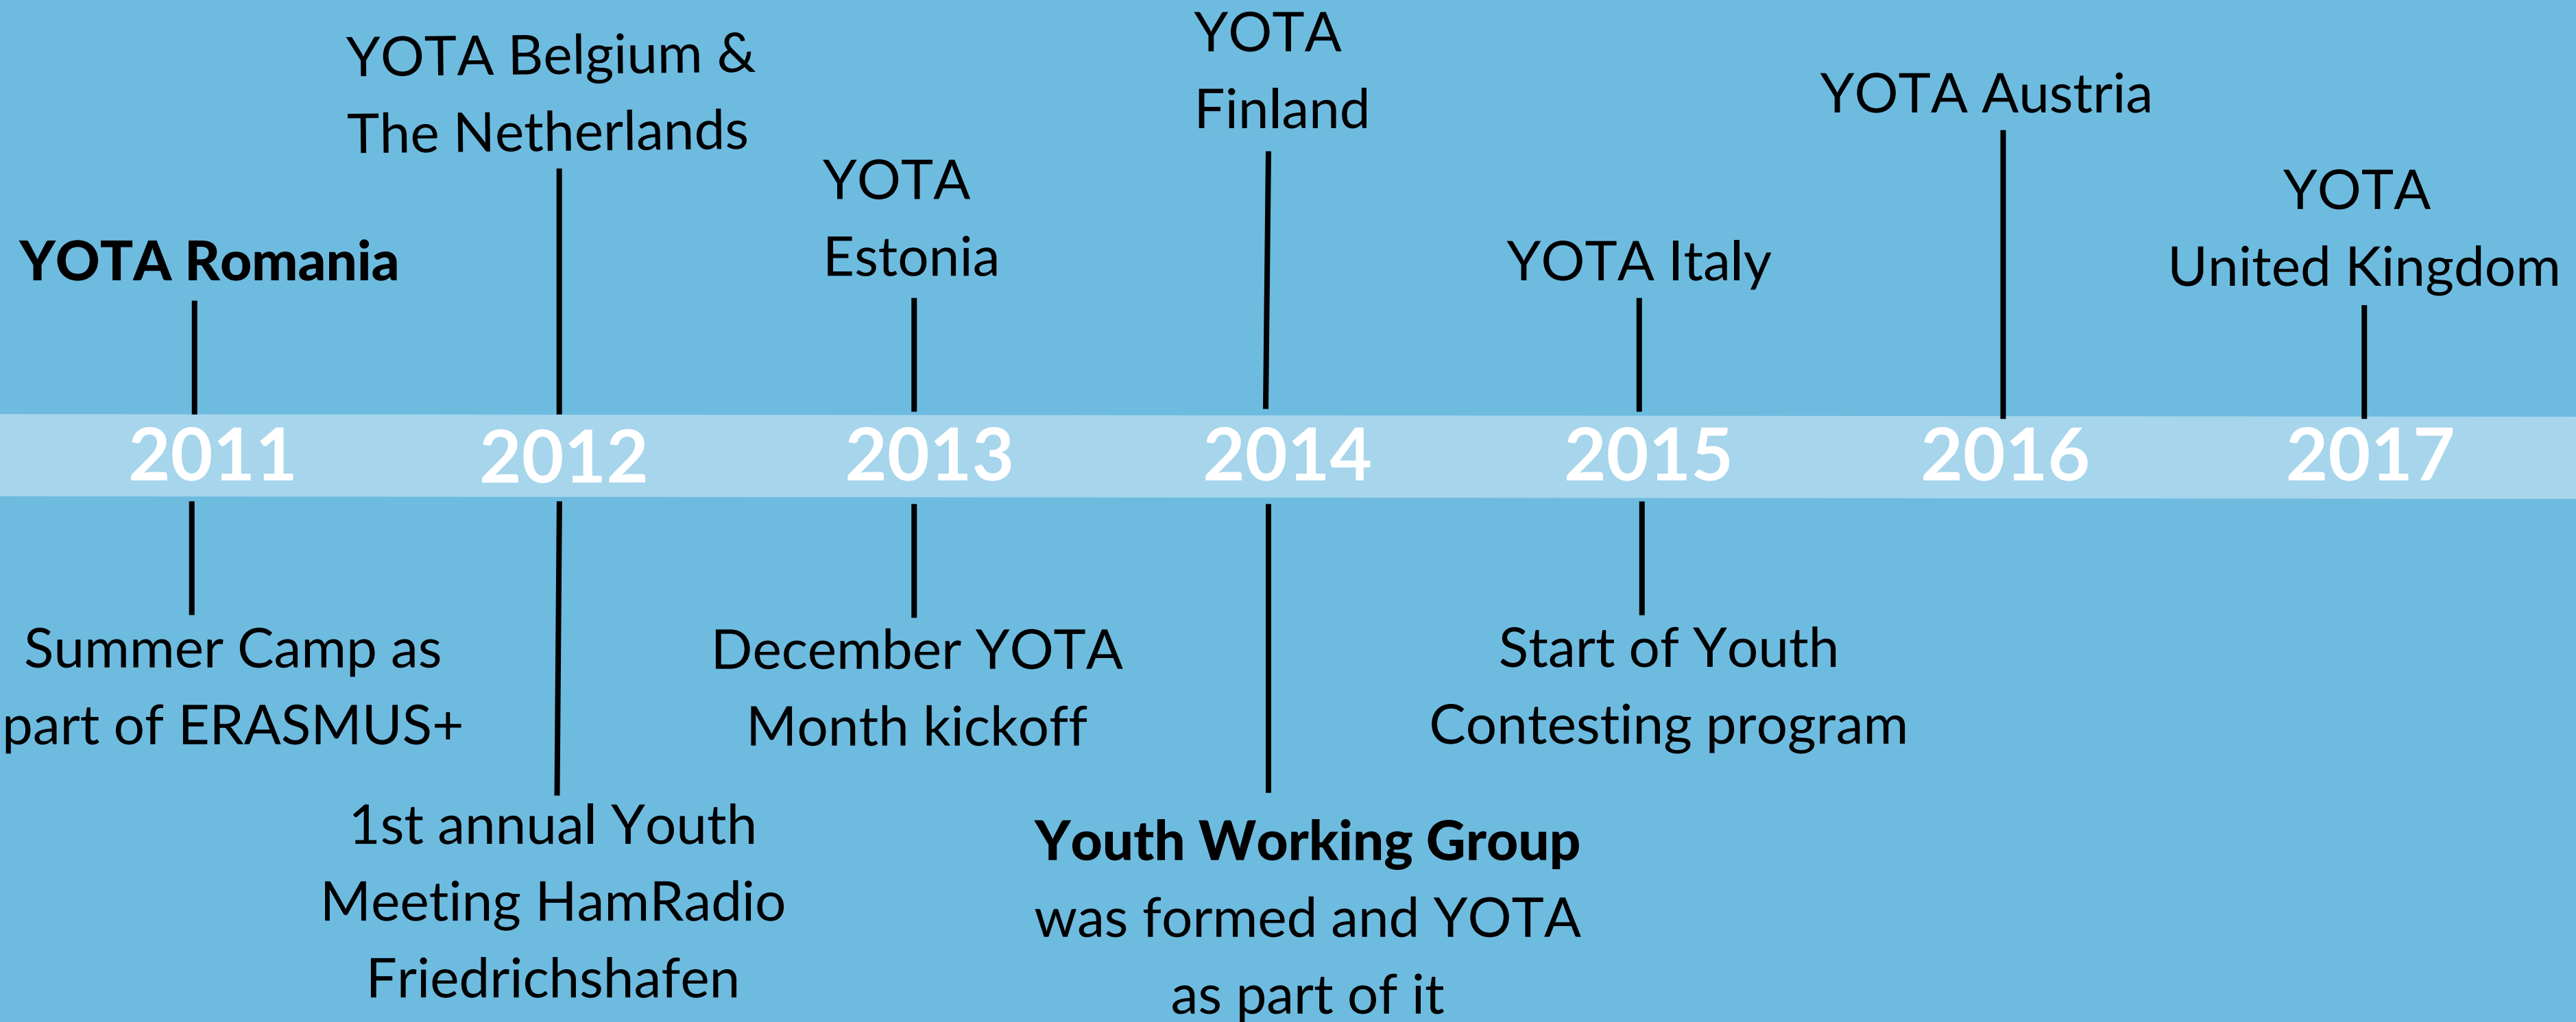 YOTA Belgium &
The Netherlands
YOTA
Finland
YOTA Austria
YOTA
Estonia
YOTA
United Kingdom
YOTA Romania
YOTA Italy
2011 2012 2013 2014 2015 2016 2017
Summer Camp as
part of ERASMUS+
December YOTA
Month kickoff
Start of Youth
Contesting program
1st annual Youth
Meeting HamRadio
Friedrichshafen
Youth Working Group
was formed and YOTA
as part of it